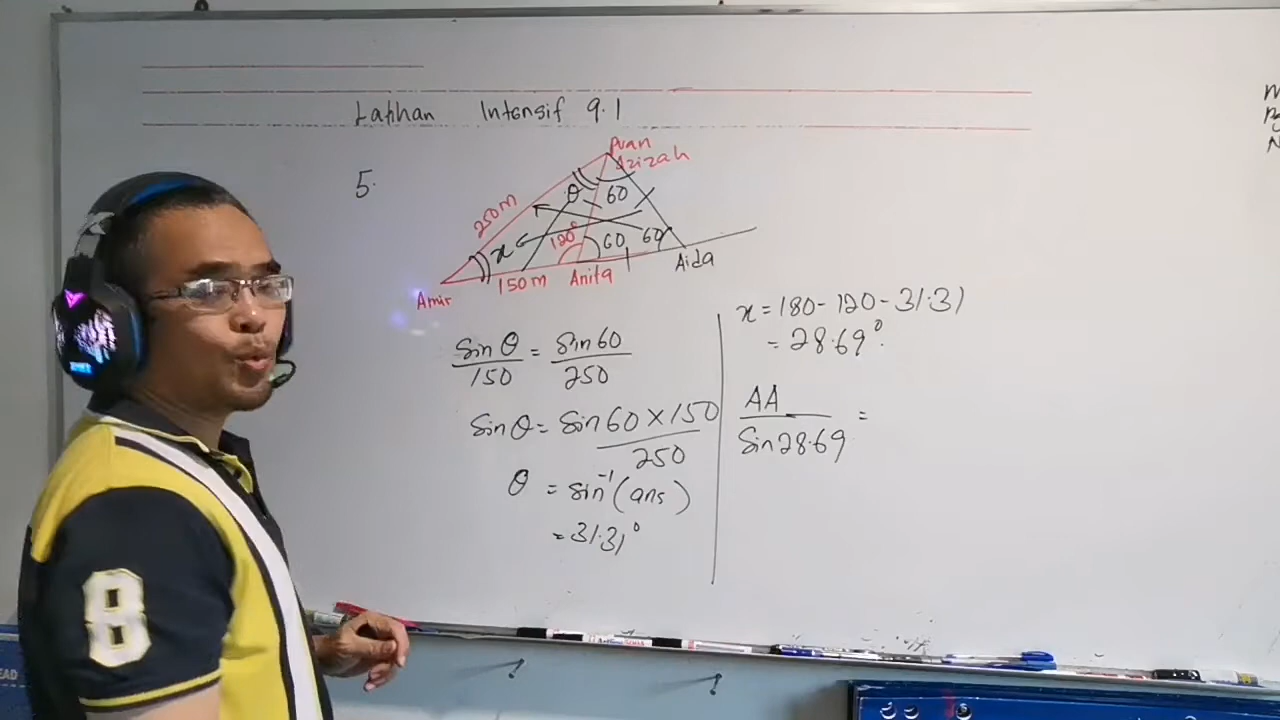 Latihan Intensif 9.1
5.
Puan
Azizah
250m
θ
60
x
120°
60
60
Amir
150m
Anita
Aida
Sin θ / 150 = Sin 60 / 250
Sin θ = Sin 60 × 150 / 250
θ = sin⁻¹(ans)
= 31.31°
x = 180 - 120 - 31.31
= 28.69°.
AA / Sin 28.69 =
8